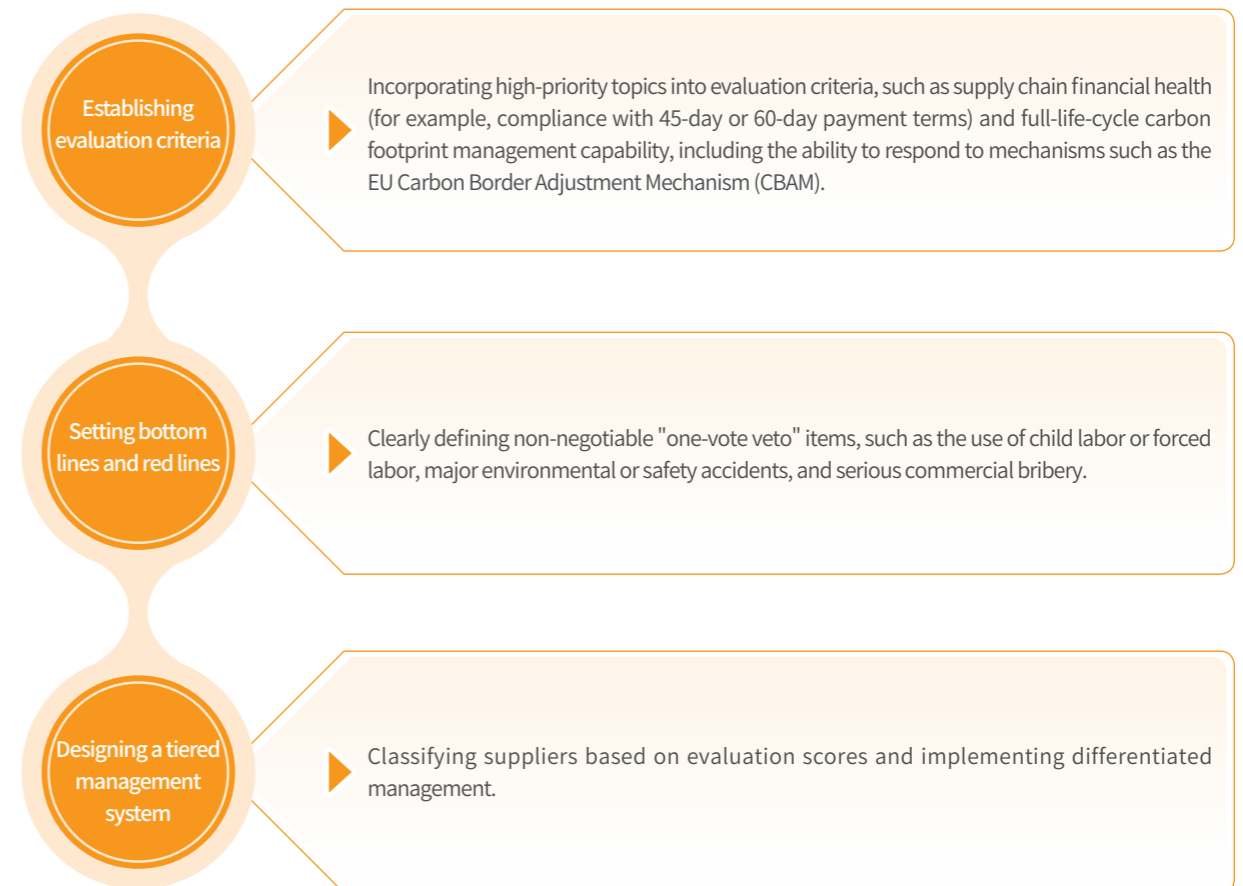 Establishing
evaluation criteria
Incorporating high-priority topics into evaluation criteria, such as supply chain financial health
(for example, compliance with 45-day or 60-day payment terms) and full-life-cycle carbon
footprint management capability, including the ability to respond to mechanisms such as the
EU Carbon Border Adjustment Mechanism (CBAM).
Setting bottom
lines and red lines
Clearly defining non-negotiable "one-vote veto" items, such as the use of child labor or forced
labor, major environmental or safety accidents, and serious commercial bribery.
Designing a tiered
management
system
Classifying suppliers based on evaluation scores and implementing differentiated
management.